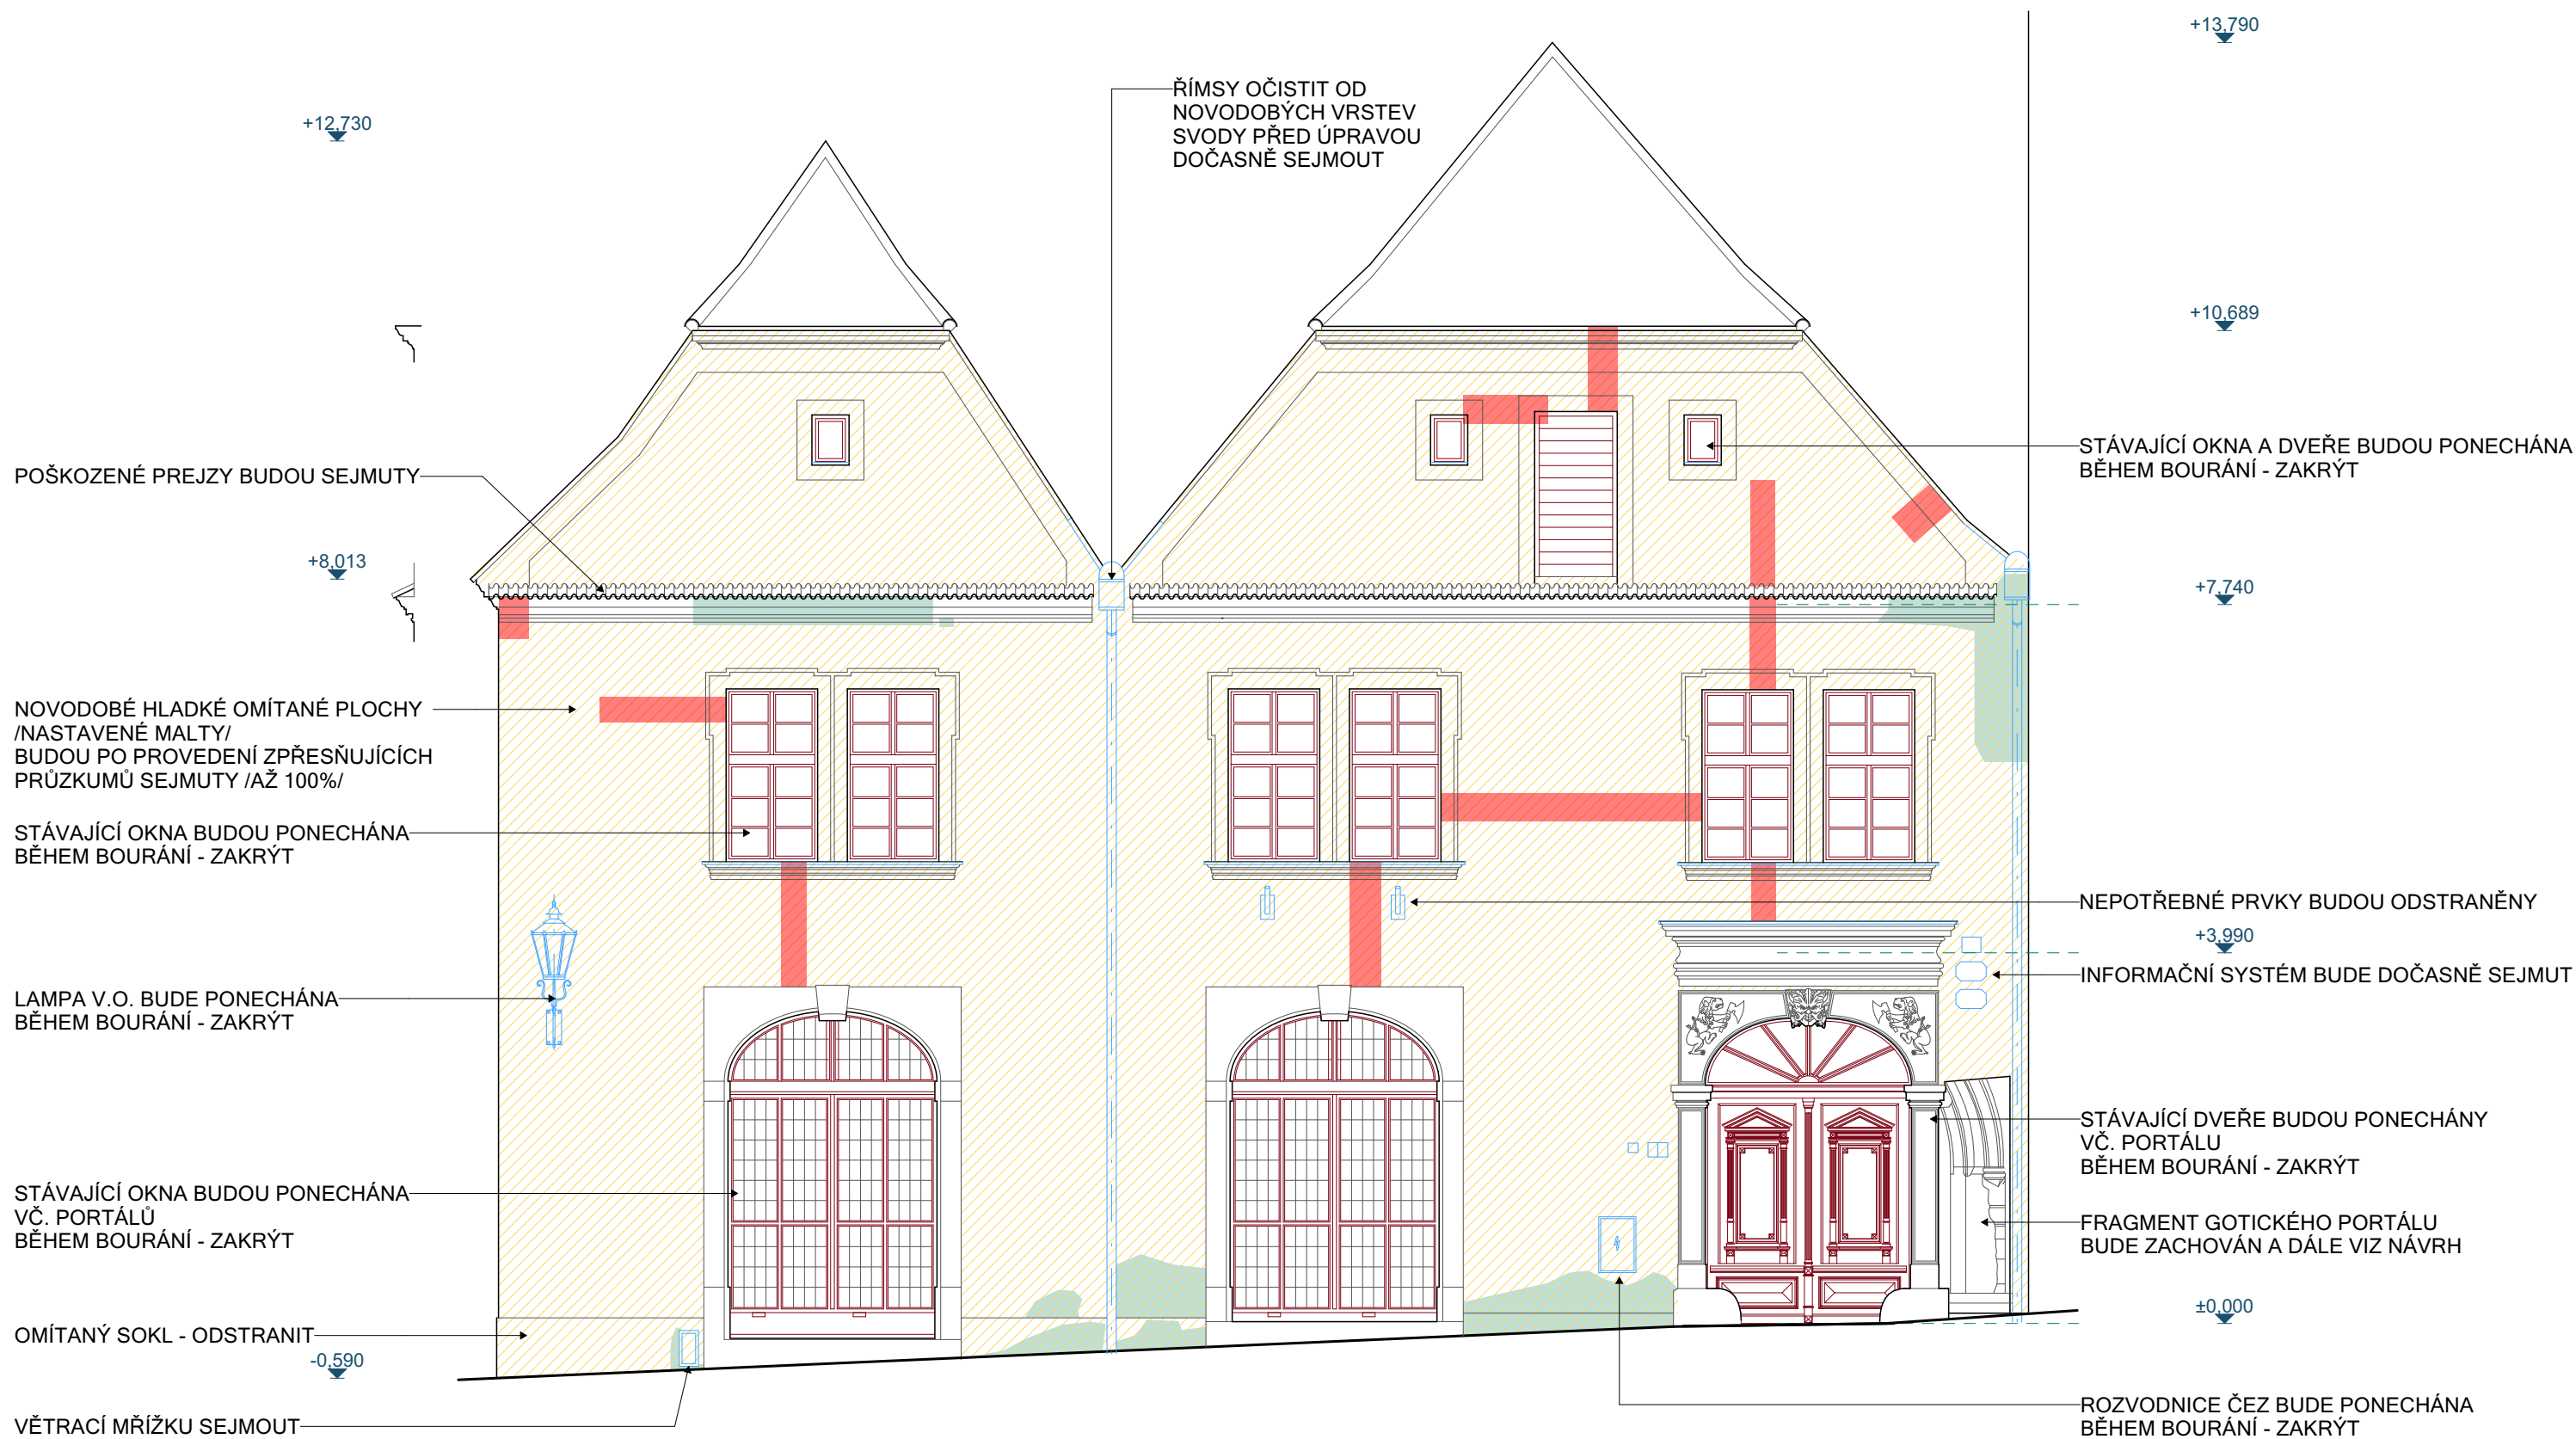 +13,790
ŘÍMSY OČISTIT OD
NOVODOBÝCH VRSTEV
SVODY PŘED ÚPRAVOU
DOČASNĚ SEJMOUT
+12,730
+10,689
STÁVAJÍCÍ OKNA A DVEŘE BUDOU PONECHÁNA
BĚHEM BOURÁNÍ - ZAKRÝT
POŠKOZENÉ PREJZY BUDOU SEJMUTY
+8,013
+7,740
NOVODOBÉ HLADKÉ OMÍTANÉ PLOCHY
/NASTAVENÉ MALTY/
BUDOU PO PROVEDENÍ ZPŘESŇUJÍCÍCH
PRŮZKUMŮ SEJMUTY /AŽ 100%/
STÁVAJÍCÍ OKNA BUDOU PONECHÁNA
BĚHEM BOURÁNÍ - ZAKRÝT
NEPOTŘEBNÉ PRVKY BUDOU ODSTRANĚNY
+3,990
INFORMAČNÍ SYSTÉM BUDE DOČASNĚ SEJMUT
LAMPA V.O. BUDE PONECHÁNA
BĚHEM BOURÁNÍ - ZAKRÝT
STÁVAJÍCÍ DVEŘE BUDOU PONECHÁNY
VČ. PORTÁLU
BĚHEM BOURÁNÍ - ZAKRÝT
STÁVAJÍCÍ OKNA BUDOU PONECHÁNA
VČ. PORTÁLŮ
BĚHEM BOURÁNÍ - ZAKRÝT
FRAGMENT GOTICKÉHO PORTÁLU
BUDE ZACHOVÁN A DÁLE VIZ NÁVRH
±0,000
OMÍTANÝ SOKL - ODSTRANIT
-0,590
VĚTRACÍ MŘÍŽKU SEJMOUT
ROZVODNICE ČEZ BUDE PONECHÁNA
BĚHEM BOURÁNÍ - ZAKRÝT